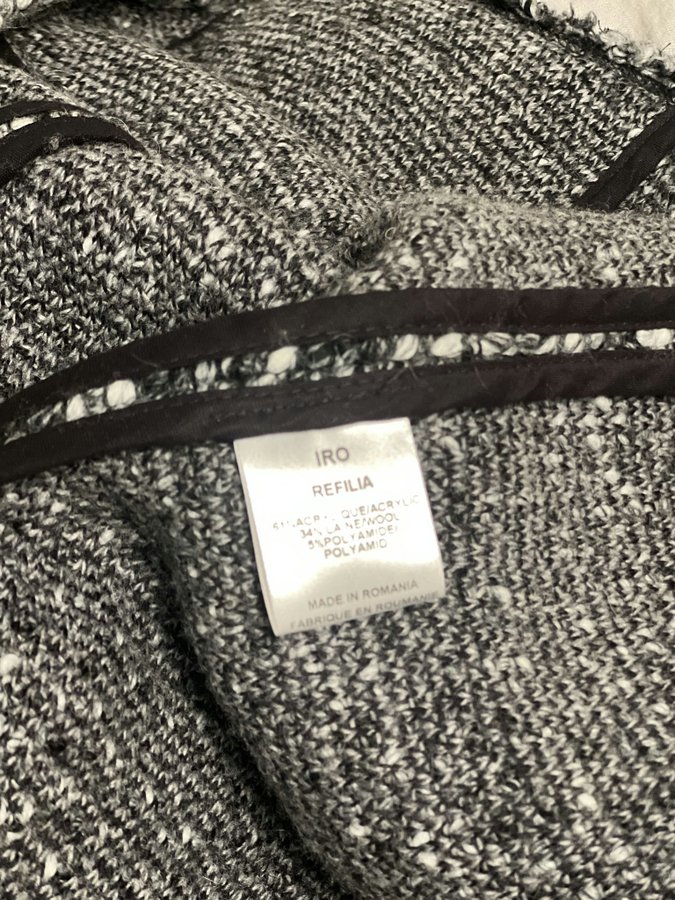 IRO
REFILIA
61% ACRYLIQUE/ACRYLIC
34% LAINE/WOOL
5%POLYAMIDE/
POLYAMID
MADE IN ROMANIA
FABRIQUE EN ROUMANIE